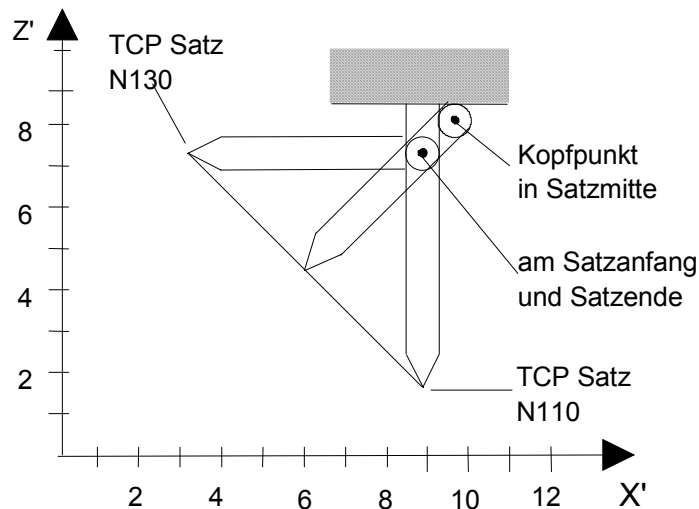 Z'
TCP Satz
N130
8
Kopfpunkt
in Satzmitte
6
am Satzanfang
und Satzende
4
2
TCP Satz
N110
2 4 6 8 10 12 X'